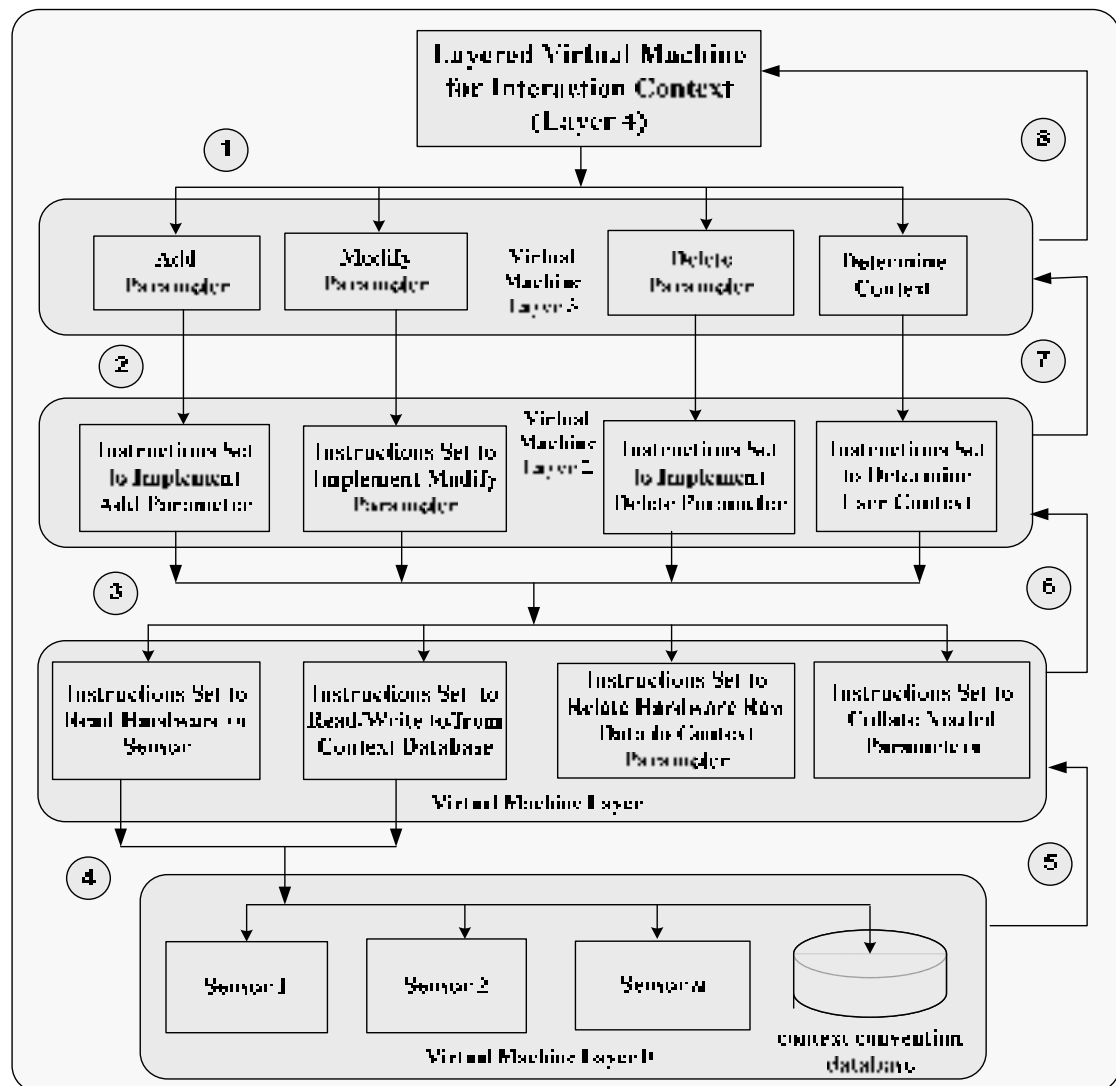 Layered Virtual Machine
for Interaction Context
(Layer 4)
1
8
Add
Parameter
Modify
Parameter
Virtual
Machine
Layer 3
Delete
Parameter
Determine
Context
2
7
Virtual
Machine
Layer 2
Instructions Set
to Implement
Add Parameter
Instructions Set to
Implement Modify
Parameter
Instructions Set
to Implement
Delete Parameter
Instructions Set
to Determine
User Context
3
6
Instructions Set to
Read Hardware or
Sensor
Instructions Set to
Read-Write to/from
Context Database
Instructions Set to
Relate Hardware Raw
Data to Context
Parameter
Instructions Set to
Collate Needed
Parameters
Virtual Machine Layer
4
5
Sensor 1
Sensor 2
Sensor n
context convention
database
Virtual Machine Layer 0